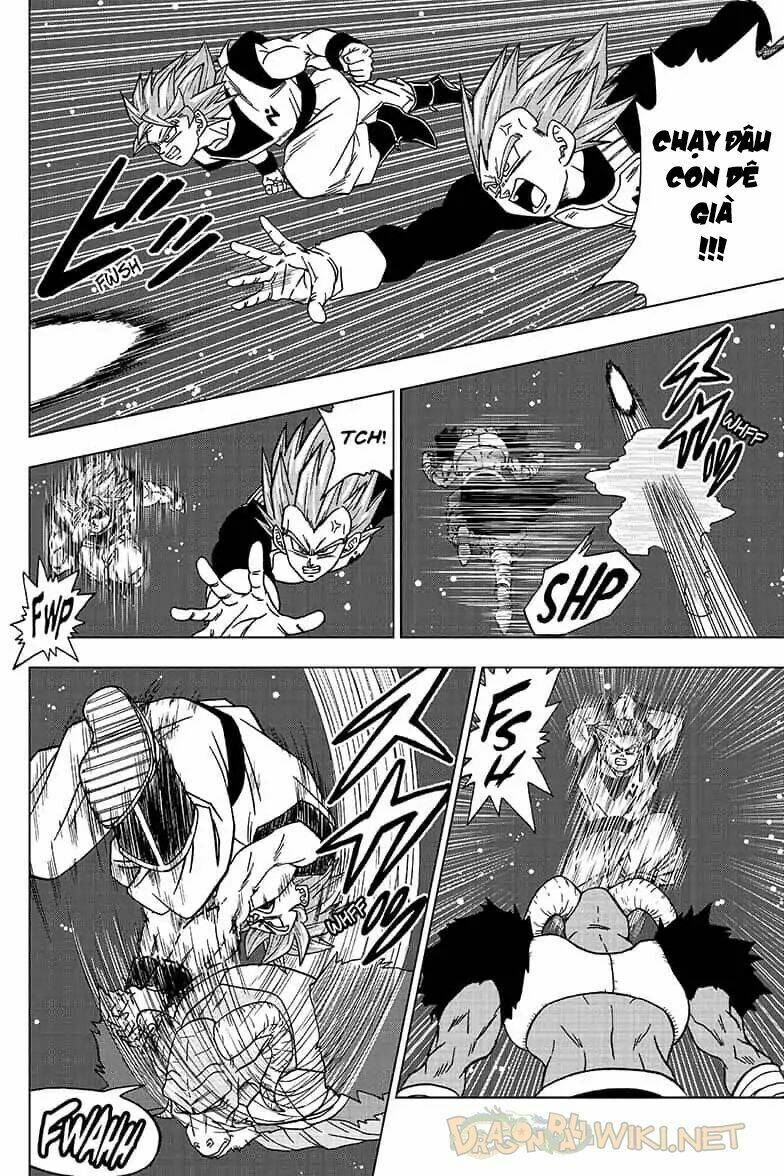 CHẠY ĐÂU
CON DÊ
GIÀ
!!!
FWSH
TCH!
WHFF
SHP
FWP
FSH
WHFF
FWAHH
DRAGONBALLWIKI.NET